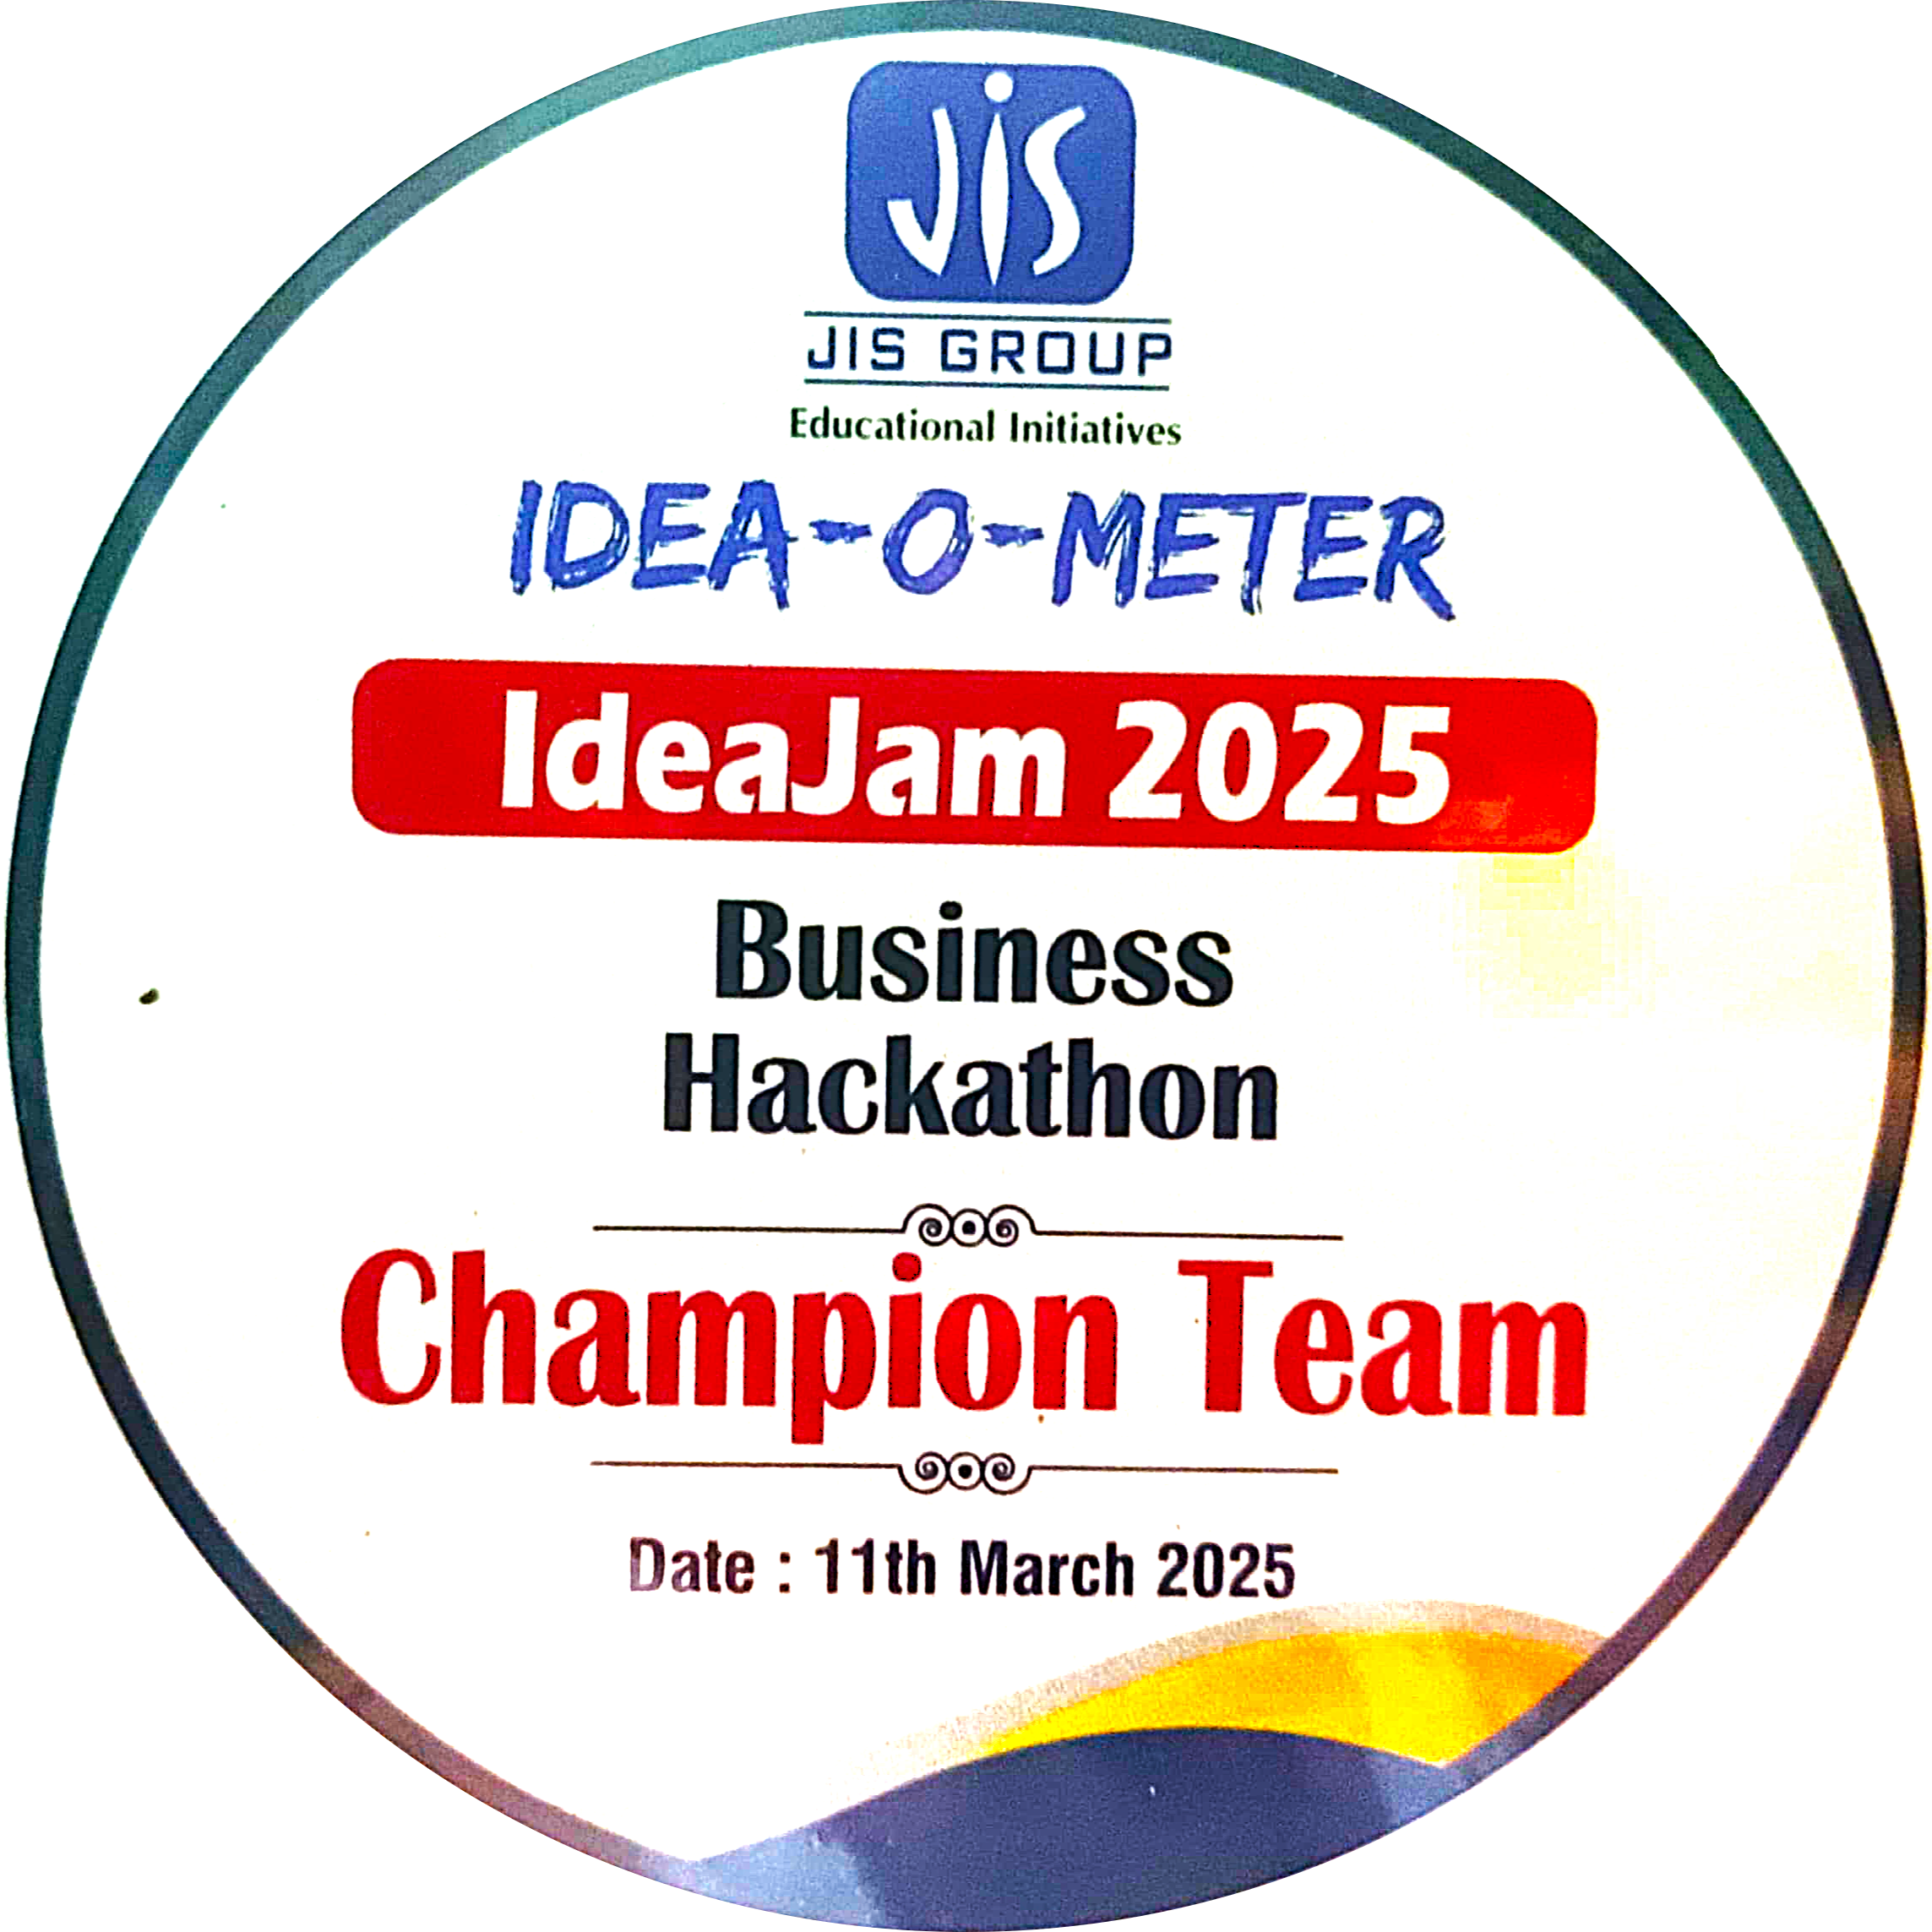 JIS
JIS GROUP
Educational Initiatives
IDEA-O-METER
IdeaJam 2025
Business
Hackathon
Champion Team
Date : 11th March 2025